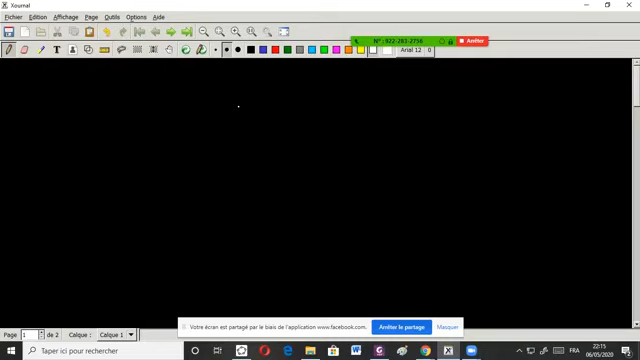 Xournal
Fichier Edition Affichage Page Outils Options Aide
N° : 922-283-2756 Arrêter
T Arial 12 0
Votre écran est partagé par le biais de l'application www.facebook.com. Arrêter le partage Masquer
Page 1 de 2 Calque : Calque 1
Taper ici pour rechercher
FRA
22:15
06/05/2020